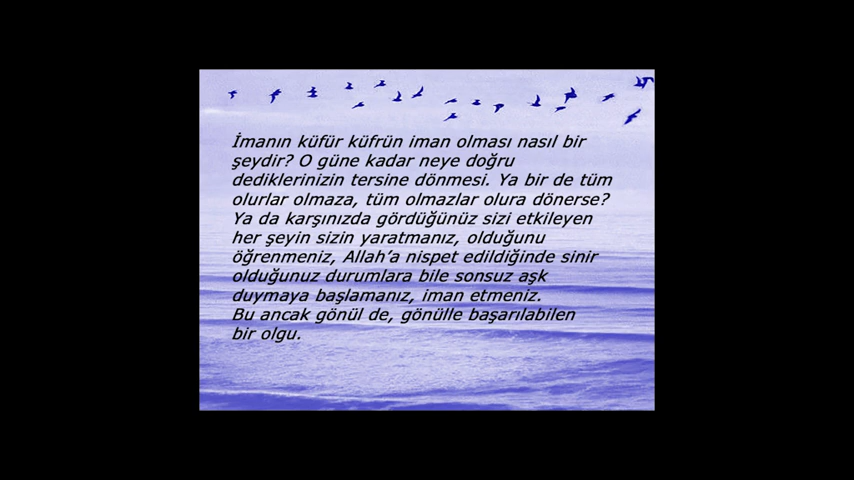 İmanın küfür küfrün iman olması nasıl bir
şeydir? O güne kadar neye doğru
dediklerinizin tersine dönmesi. Ya bir de tüm
olurlar olmaza, tüm olmazlar olura dönerse?
Ya da karşınızda gördüğünüz sizi etkileyen
her şeyin sizin yaratmanız, olduğunu
öğrenmeniz, Allah’a nispet edildiğinde sinir
olduğunuz durumlara bile sonsuz aşk
duymaya başlamanız, iman etmeniz.
Bu ancak gönül de, gönülle başarılabilen
bir olgu.